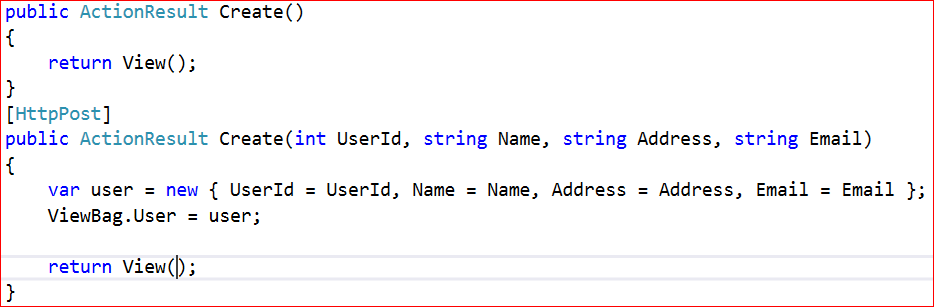 public ActionResult Create()
{
    return View();
}
[HttpPost]
public ActionResult Create(int UserId, string Name, string Address, string Email)
{
    var user = new { UserId = UserId, Name = Name, Address = Address, Email = Email };
    ViewBag.User = user;
    return View();
}